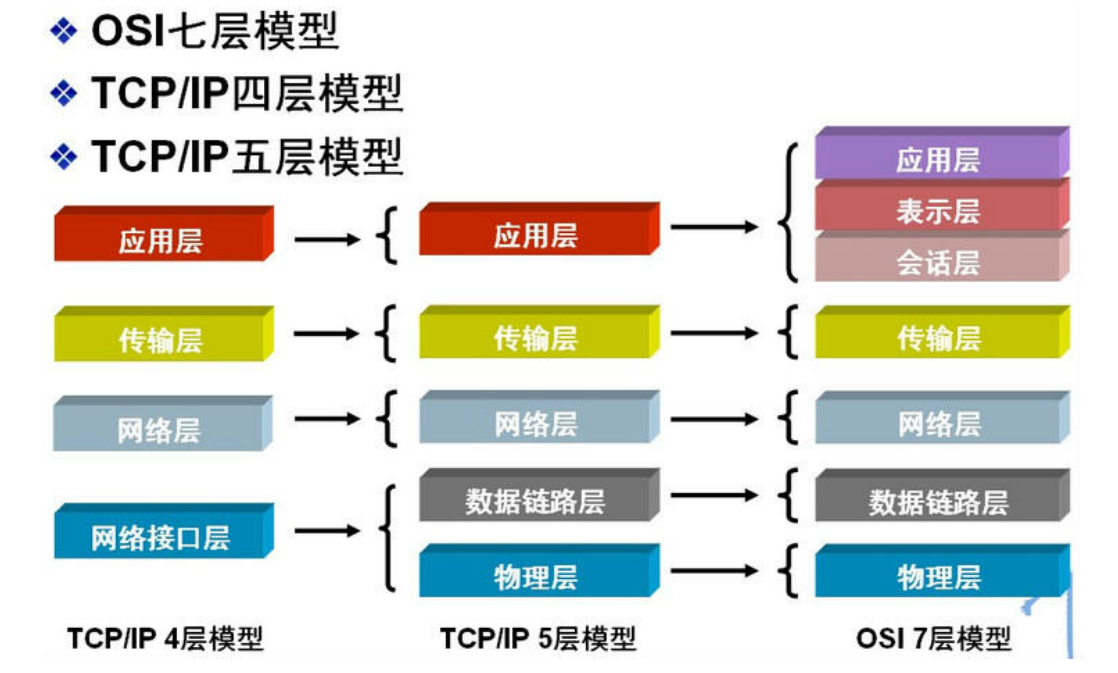 OSI七层模型
TCP/IP四层模型
TCP/IP五层模型
应用层
传输层
网络层
网络接口层
TCP/IP 4层模型
应用层
传输层
网络层
数据链路层
物理层
TCP/IP 5层模型
应用层
表示层
会话层
传输层
网络层
数据链路层
物理层
OSI 7层模型